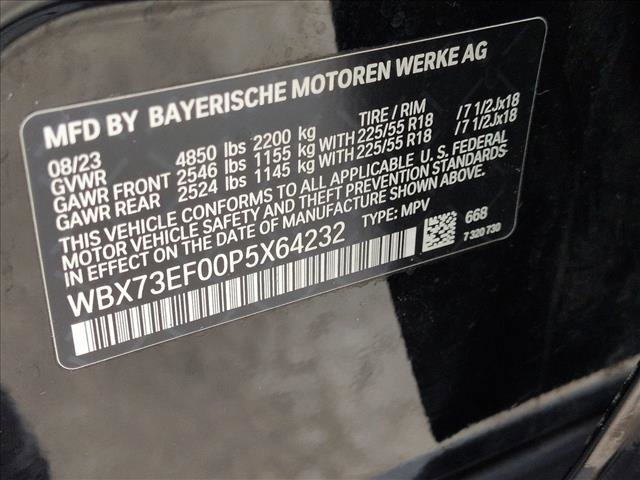 MFD BY BAYERISCHE MOTOREN WERKE AG
08/23 TIRE / RIM
GVWR 4850 lbs 2200 kg
GAWR FRONT 2546 lbs 1155 kg WITH 225/55 R18 /7 1/2Jx18
GAWR REAR 2524 lbs 1145 kg WITH 225/55 R18 /7 1/2Jx18
THIS VEHICLE CONFORMS TO ALL APPLICABLE U. S. FEDERAL
MOTOR VEHICLE SAFETY AND THEFT PREVENTION STANDARDS
IN EFFECT ON THE DATE OF MANUFACTURE SHOWN ABOVE.
TYPE: MPV
WBX73EF00P5X64232
668
7 320 730